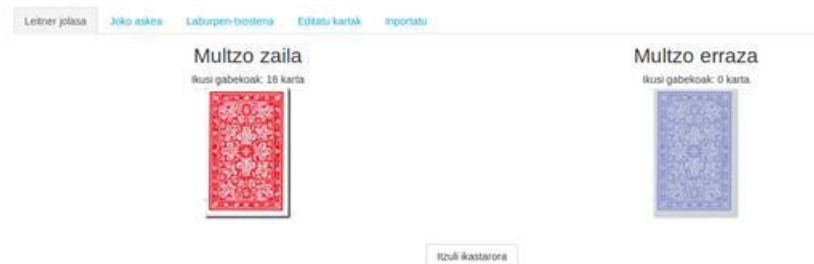 Leitner jolasa Joko askea Laburpen-txostena Editatu kartak Inportatu
Multzo zaila Multzo erraza
Ikusi gabekoak: 16 karta Ikusi gabekoak: 0 karta
Itzuli ikastarora